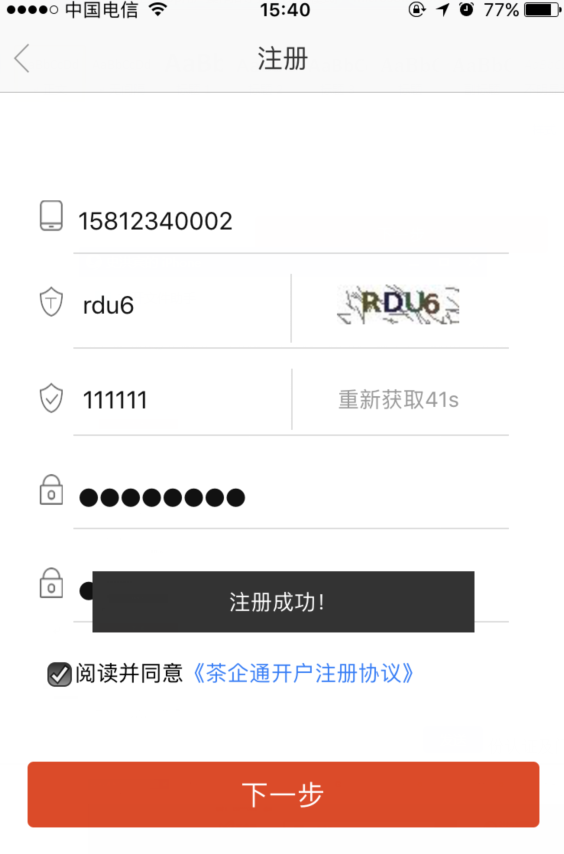 中国电信 15:40 77%
注册
15812340002
rdu6 RDU6
111111 重新获取41s
注册成功!
阅读并同意《茶企通开户注册协议》
下一步